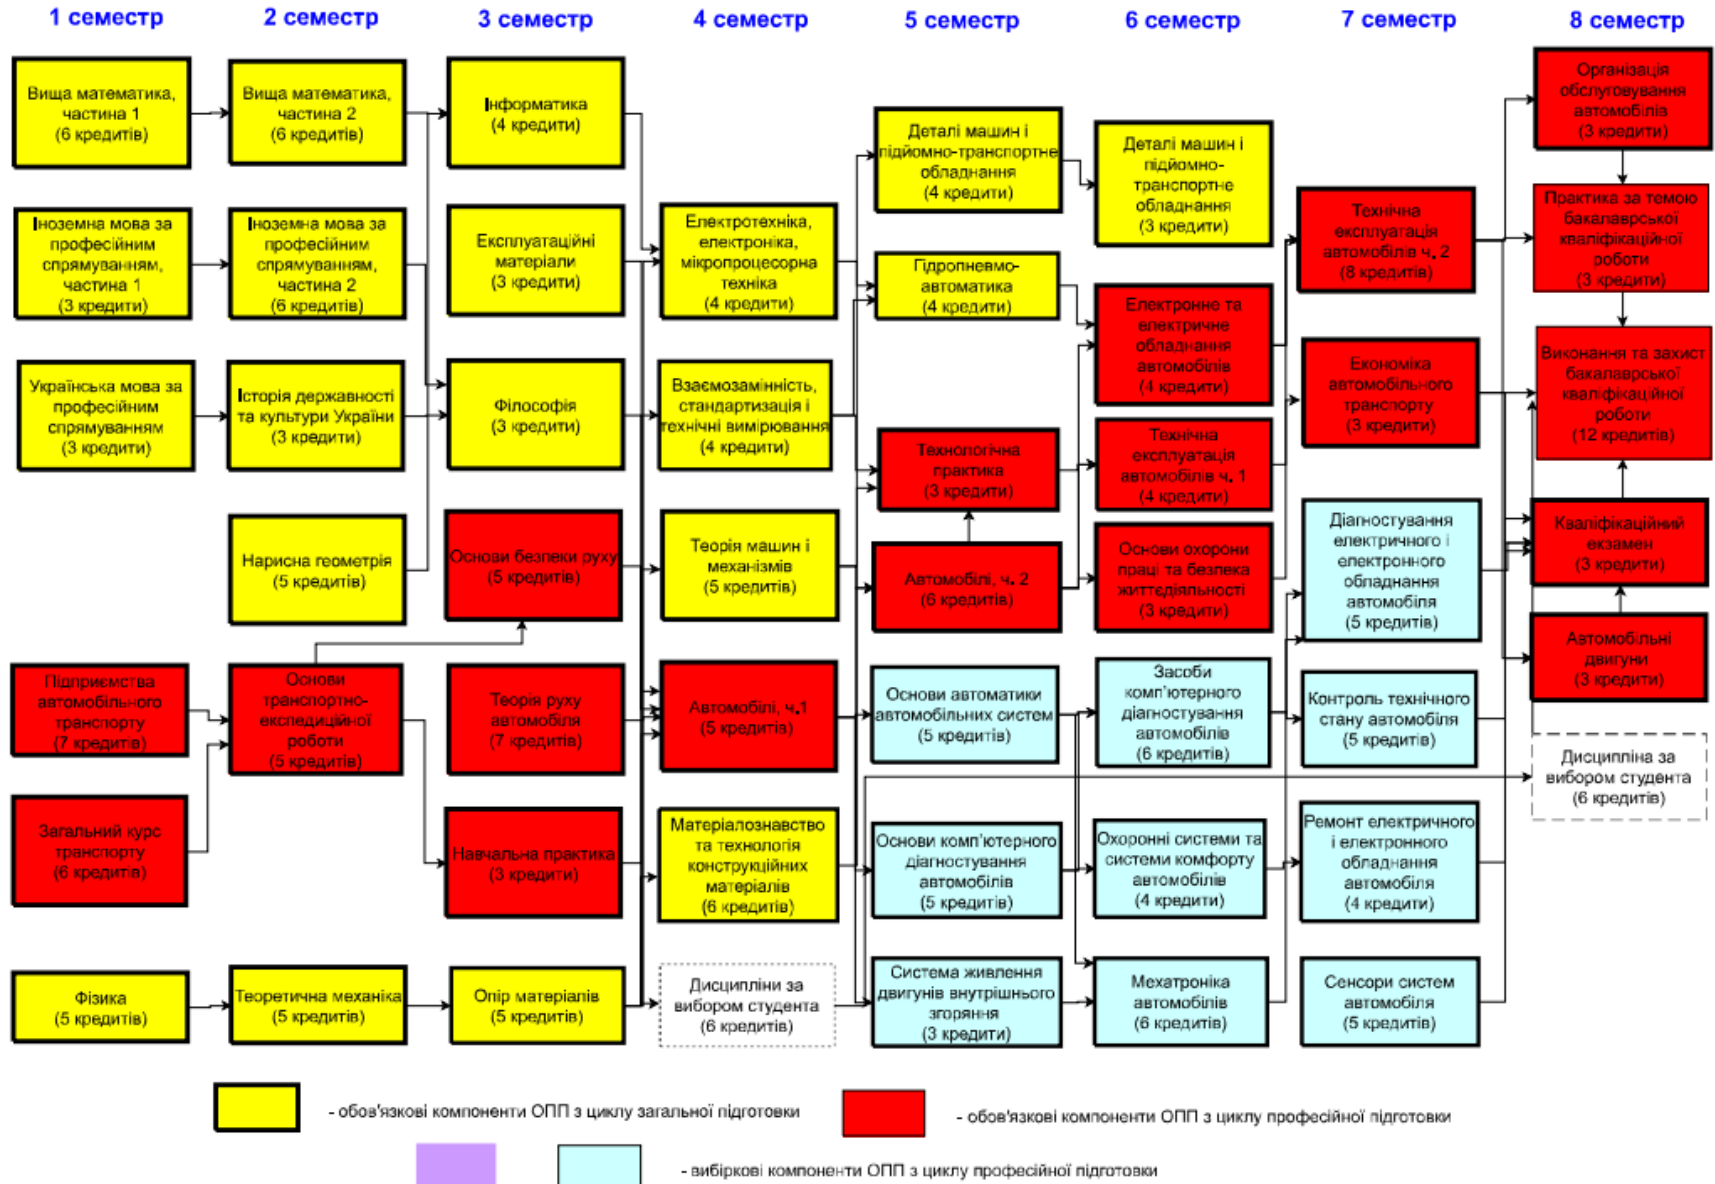 1 семестр
2 семестр
3 семестр
4 семестр
5 семестр
6 семестр
7 семестр
8 семестр
Вища математика,
частина 1
(6 кредитів)
Іноземна мова за
професійним
спрямуванням,
частина 1
(3 кредити)
Українська мова за
професійним
спрямуванням
(3 кредити)
Підприємства
автомобільного
транспорту
(7 кредитів)
Загальний курс
транспорту
(6 кредитів)
Фізика
(5 кредитів)
Вища математика,
частина 2
(6 кредитів)
Іноземна мова за
професійним
спрямуванням,
частина 2
(6 кредитів)
Історія державності
та культури України
(3 кредити)
Нарисна геометрія
(5 кредитів)
Основи
транспортно-
експедиційної
роботи
(5 кредитів)
Теоретична механіка
(5 кредитів)
Інформатика
(4 кредити)
Експлуатаційні
матеріали
(3 кредити)
Філософія
(3 кредити)
Основи безпеки руху
(5 кредитів)
Теорія руху
автомобіля
(7 кредитів)
Навчальна практика
(3 кредити)
Опір матеріалів
(5 кредитів)
Електротехніка,
електроніка,
мікропроцесорна
техніка
(4 кредити)
Взаємозамінність,
стандартизація і
технічні вимірювання
(4 кредити)
Теорія машин і
механізмів
(5 кредитів)
Автомобілі, ч.1
(5 кредитів)
Матеріалознавство
та технологія
конструкційних
матеріалів
(6 кредитів)
Дисципліни за
вибором студента
(6 кредитів)
Деталі машин і
підйомно-транспортне
обладнання
(4 кредити)
Гідропневмо-
автоматика
(4 кредити)
Технологічна
практика
(3 кредити)
Автомобілі, ч. 2
(6 кредитів)
Основи автоматики
автомобільних систем
(5 кредитів)
Основи комп'ютерного
діагностування
автомобілів
(5 кредитів)
Система живлення
двигунів внутрішнього
згоряння
(3 кредити)
Деталі машин і
підйомно-
транспортне
обладнання
(3 кредити)
Електронне та
електричне
обладнання
автомобілів
(4 кредити)
Технічна
експлуатація
автомобілів ч. 1
(4 кредити)
Основи охорони
праці та безпека
життєдіяльності
(3 кредити)
Засоби
комп'ютерного
діагностування
автомобілів
(6 кредитів)
Охоронні системи та
системи комфорту
автомобілів
(4 кредити)
Мехатроніка
автомобілів
(6 кредитів)
Технічна
експлуатація
автомобілів ч. 2
(8 кредитів)
Економіка
автомобільного
транспорту
(3 кредити)
Діагностування
електричного і
електронного
обладнання
автомобіля
(5 кредитів)
Контроль технічного
стану автомобіля
(5 кредитів)
Ремонт електричного
і електронного
обладнання
автомобіля
(4 кредити)
Сенсори систем
автомобіля
(5 кредитів)
Організація
обслуговування
автомобілів
(3 кредити)
Практика за темою
бакалаврської
кваліфікаційної
роботи
(3 кредити)
Виконання та захист
бакалаврської
кваліфікаційної
роботи
(12 кредитів)
Кваліфікаційний
екзамен
(3 кредити)
Автомобільні
двигуни
(3 кредити)
Дисципліна за
вибором студента
(6 кредитів)
- обов'язкові компоненти ОПП з циклу загальної підготовки
- обов'язкові компоненти ОПП з циклу професійної підготовки
- вибіркові компоненти ОПП з циклу професійної підготовки